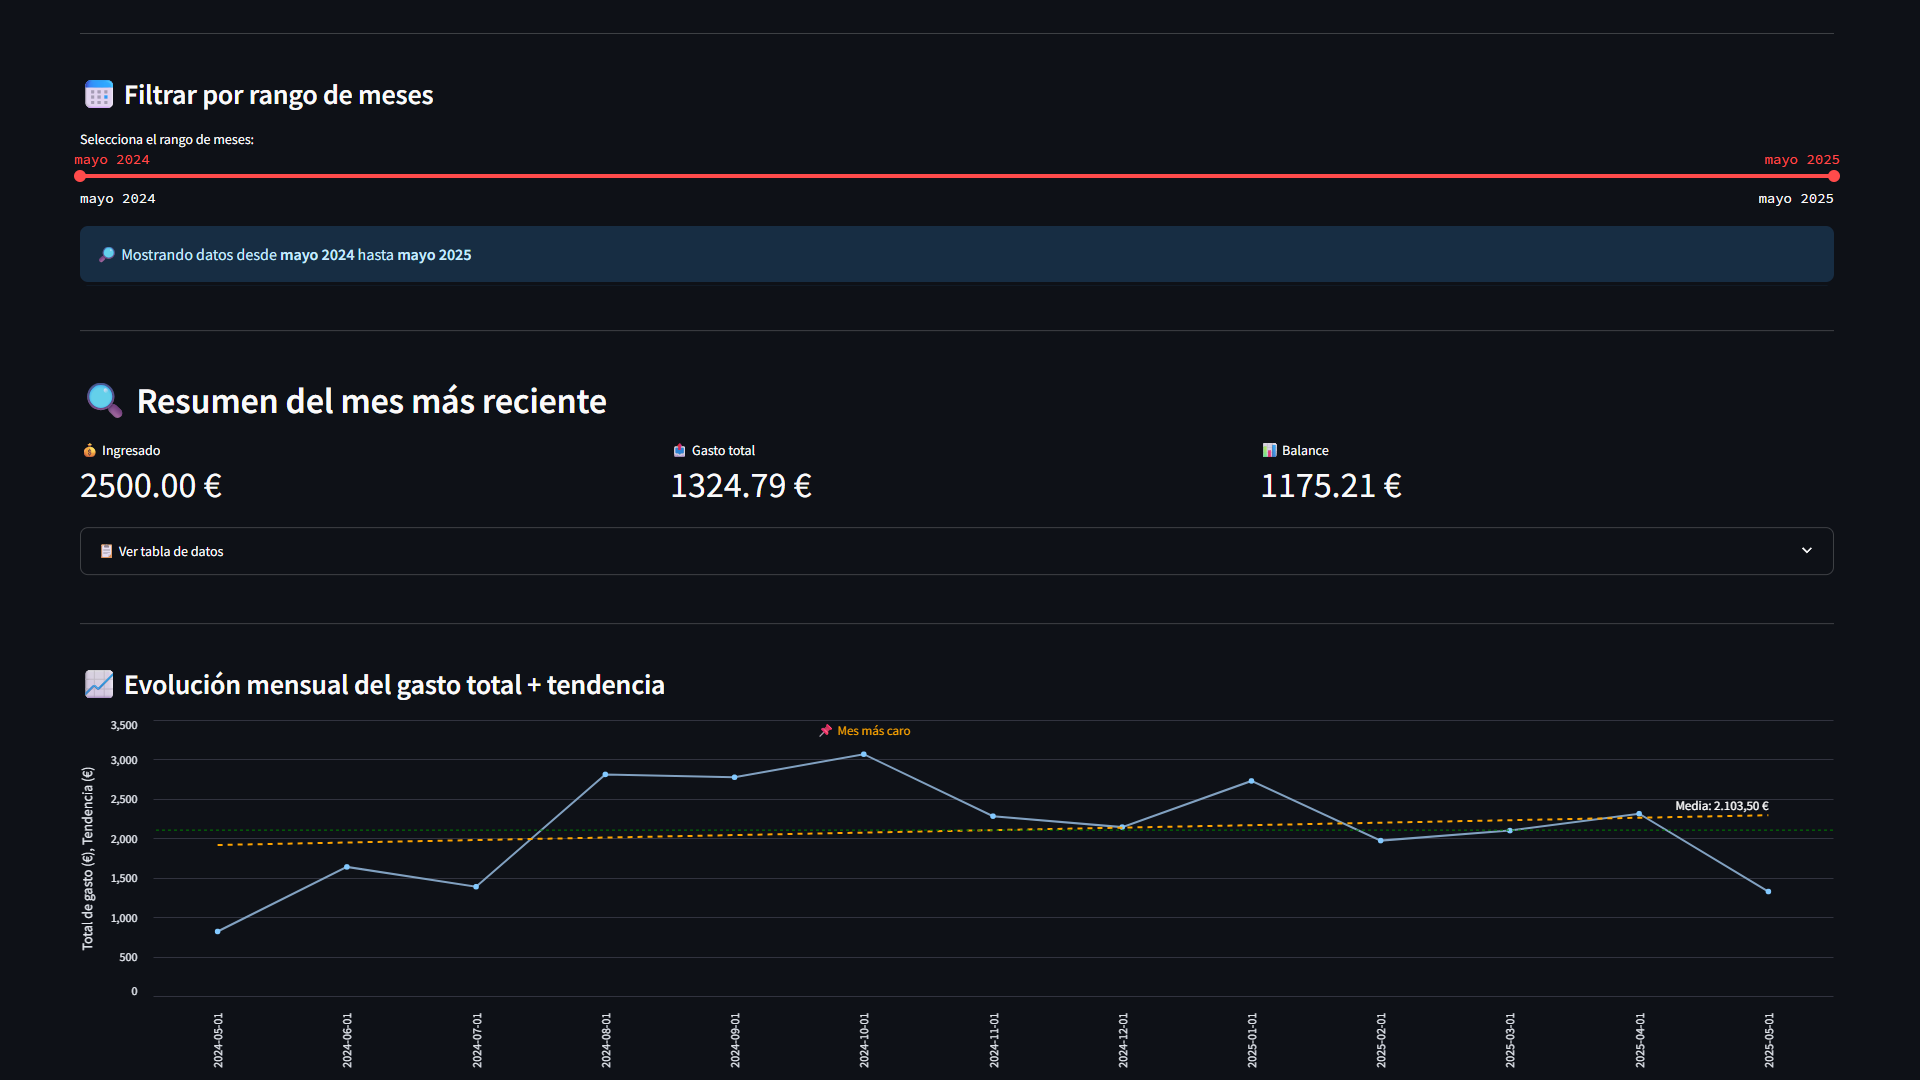 Filtrar por rango de meses
Selecciona el rango de meses:
mayo 2024
mayo 2025
mayo 2024
mayo 2025
Mostrando datos desde mayo 2024 hasta mayo 2025
Resumen del mes más reciente
Ingresado
Gasto total
Balance
2500.00 €
1324.79 €
1175.21 €
Ver tabla de datos
Evolución mensual del gasto total + tendencia
Total de gasto (€), Tendencia (€)
3,500
3,000
2,500
2,000
1,500
1,000
500
0
Mes más caro
Media: 2.103,50 €
2024-05-01
2024-06-01
2024-07-01
2024-08-01
2024-09-01
2024-10-01
2024-11-01
2024-12-01
2025-01-01
2025-02-01
2025-03-01
2025-04-01
2025-05-01